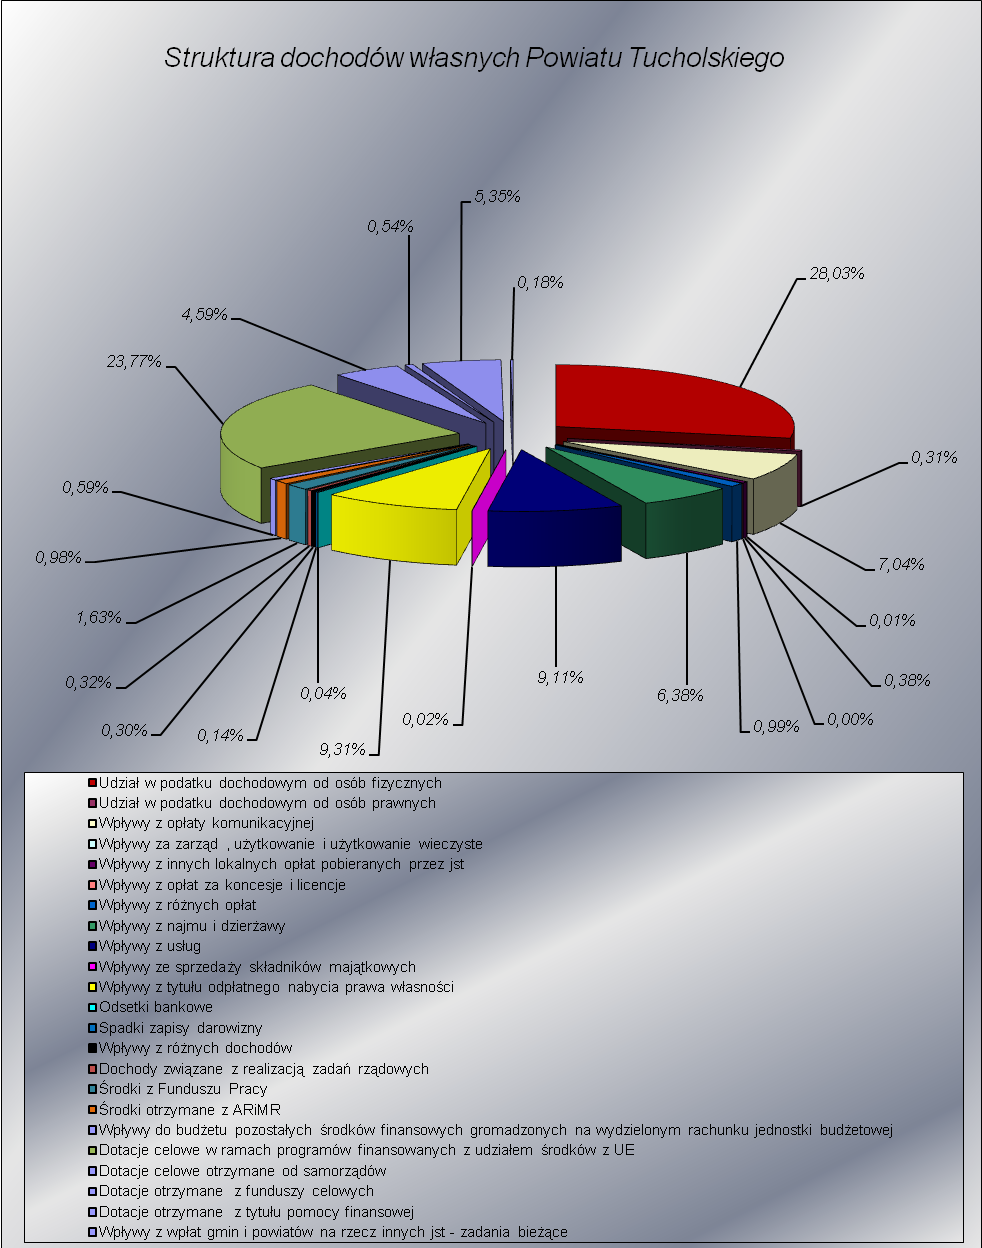 Struktura dochodów własnych Powiatu Tucholskiego
5,35%
0,54%
28,03%
0,18%
4,59%
23,77%
0,31%
0,59%
0,98%
7,04%
1,63%
0,01%
9,11%
0,32%
0,38%
0,04%
6,38%
0,02%
0,00%
0,30%
0,14%
0,99%
9,31%
Udział w podatku dochodowym od osób fizycznych
Udział w podatku dochodowym od osób prawnych
Wpływy z opłaty komunikacyjnej
Wpływy za zarząd , użytkowanie i użytkowanie wieczyste
Wpływy z innych lokalnych opłat pobieranych przez jst
Wpływy z opłat za koncesje i licencje
Wpływy z różnych opłat
Wpływy z najmu i dzierżawy
Wpływy z usług
Wpływy ze sprzedaży składników majątkowych
Wpływy z tytułu odpłatnego nabycia prawa własności
Odsetki bankowe
Spadki zapisy darowizny
Wpływy z różnych dochodów
Dochody związane z realizacją zadań rządowych
Środki z Funduszu Pracy
Środki otrzymane z ARiMR
Wpływy do budżetu pozostałych środków finansowych gromadzonych na wydzielonym rachunku jednostki budżetowej
Dotacje celowe w ramach programów finansowanych z udziałem środków z UE
Dotacje celowe otrzymane od samorządów
Dotacje otrzymane z funduszy celowych
Dotacje otrzymane z tytułu pomocy finansowej
Wpływy z wpłat gmin i powiatów na rzecz innych jst - zadania bieżące